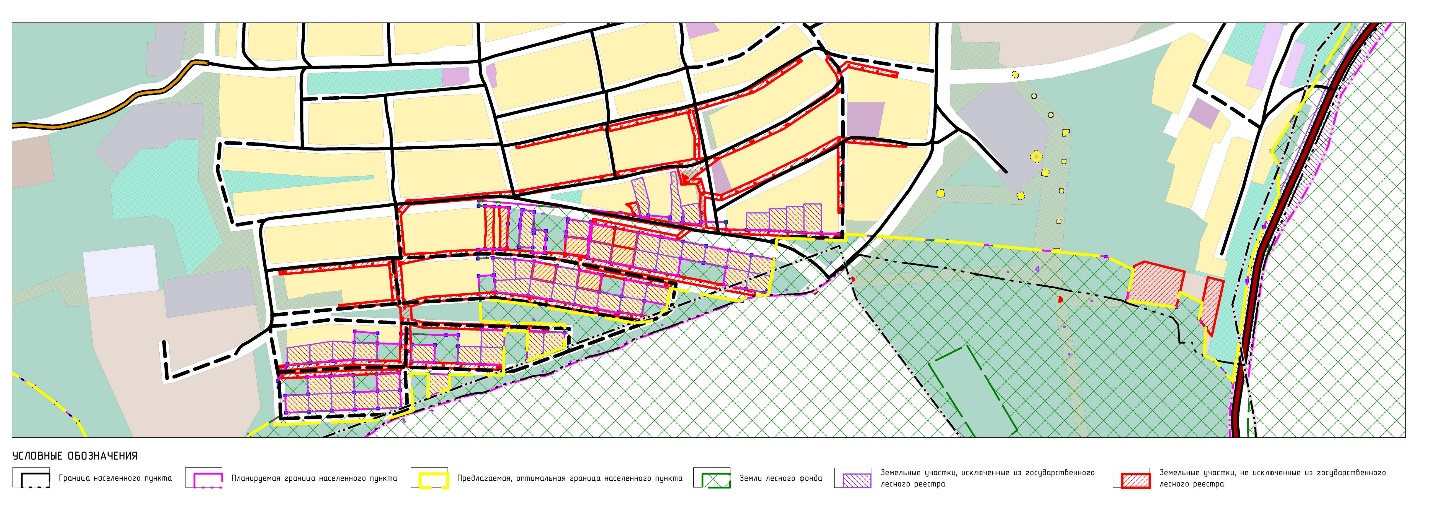 УСЛОВНЫЕ ОБОЗНАЧЕНИЯ
Граница населенного пункта
Планируемая граница населенного пункта
Предлагаемая, оптимальная граница населенного пункта
Земли лесного фонда
Земельные участки, исключенные из государственного
лесного реестра
Земельные участки, не исключенные из государственного
лесного реестра